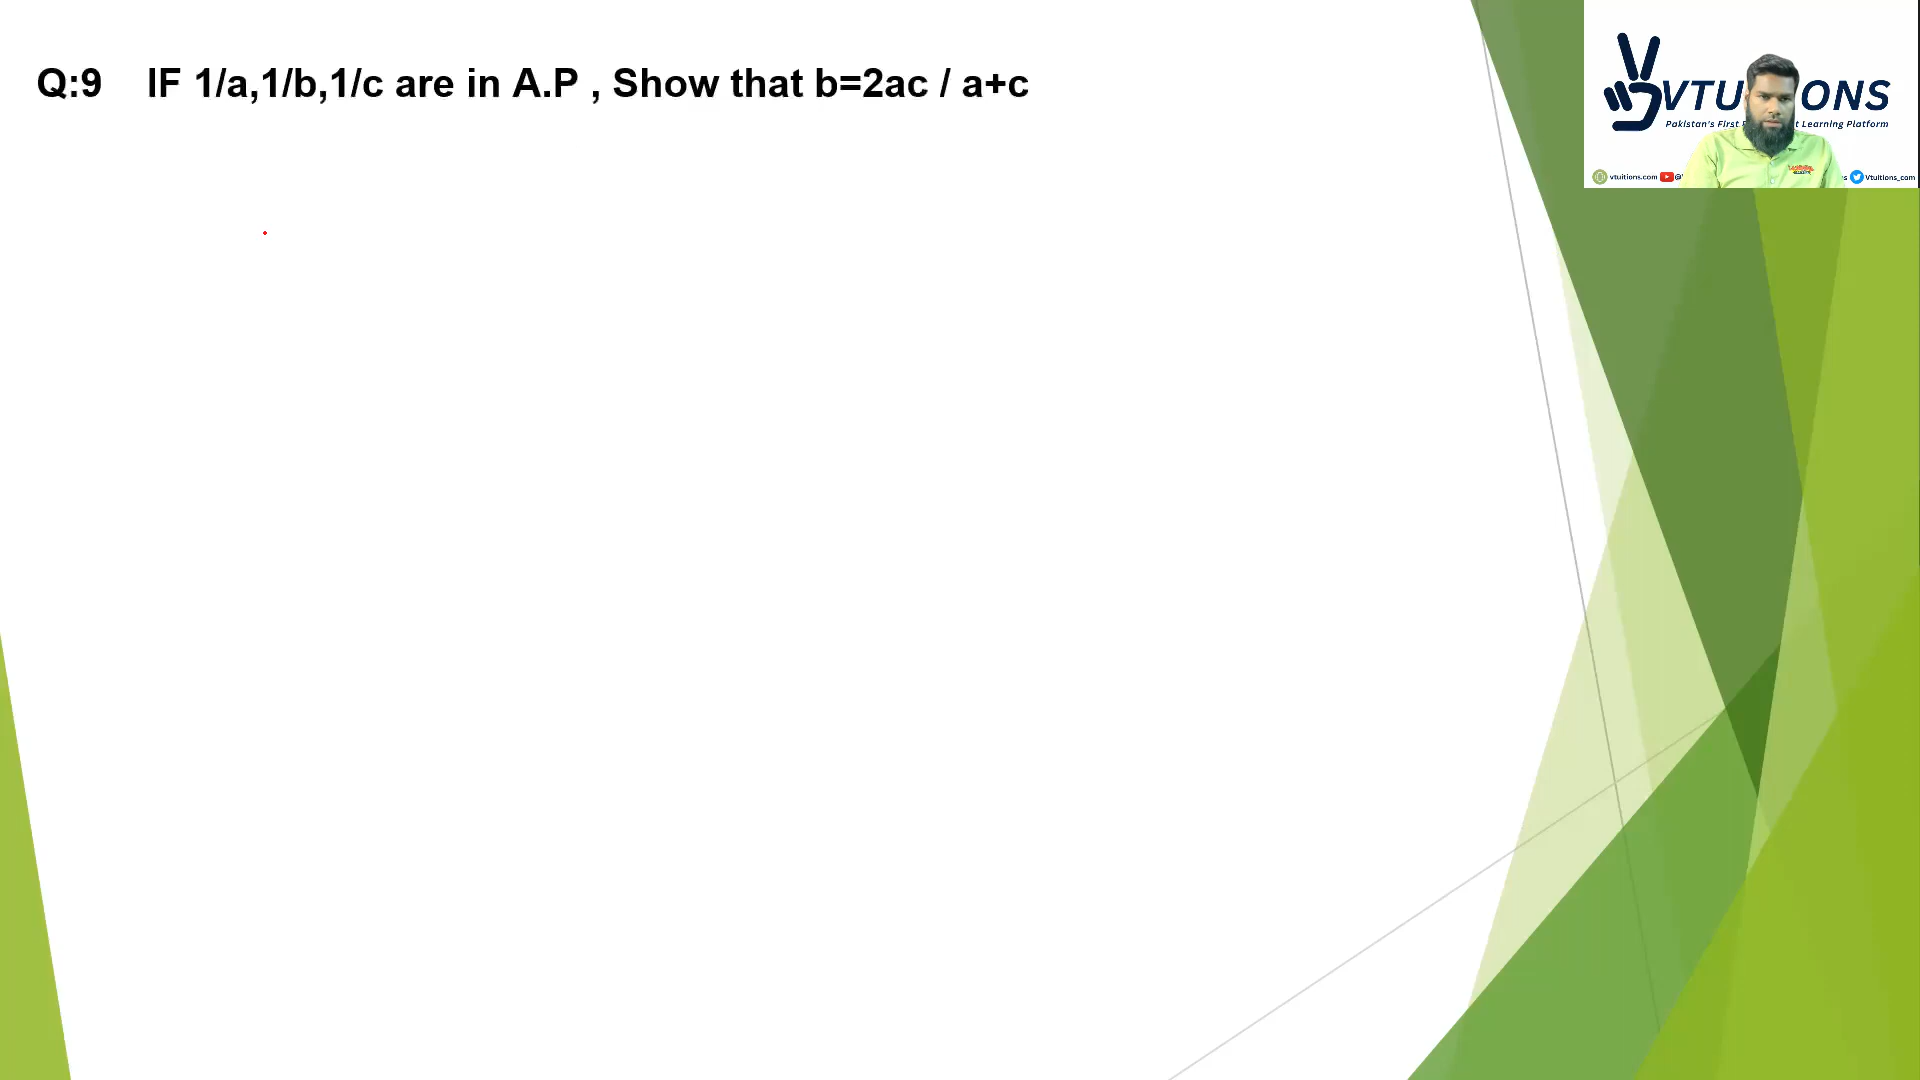 Q:9 IF 1/a,1/b,1/c are in A.P , Show that b=2ac / a+c
VTU ONS
Pakistan's First t Learning Platform
vtuitions.com Vtuitions_com